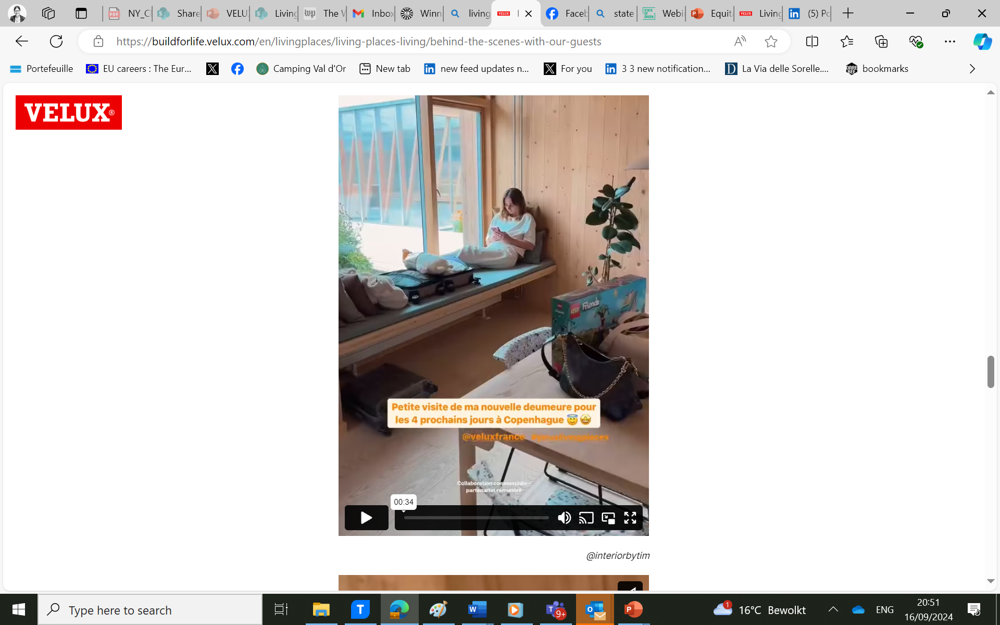 NY_C
Share
VELU
Living
The W
Inbox
Winn
living
VELUX
Faceb
state
Webi
Equit
Living
(5) Po
https://buildforlife.velux.com/en/livingplaces/living-places-living/behind-the-scenes-with-our-guests
Portefeuille
EU careers : The Eur...
Camping Val d'Or
New tab
new feed updates n...
For you
3 3 new notification...
La Via delle Sorelle....
bookmarks
VELUX®
LEGO Friends
Petite visite de ma nouvelle deumeure pour
les 4 prochains jours à Copenhague 😇 🤩
@veluxfrance
Collaboration commerciale -
partenariat rémunéré
00:34
@interiorbytim
Type here to search
9+
1
16°C Bewolkt
ENG
20:51
16/09/2024